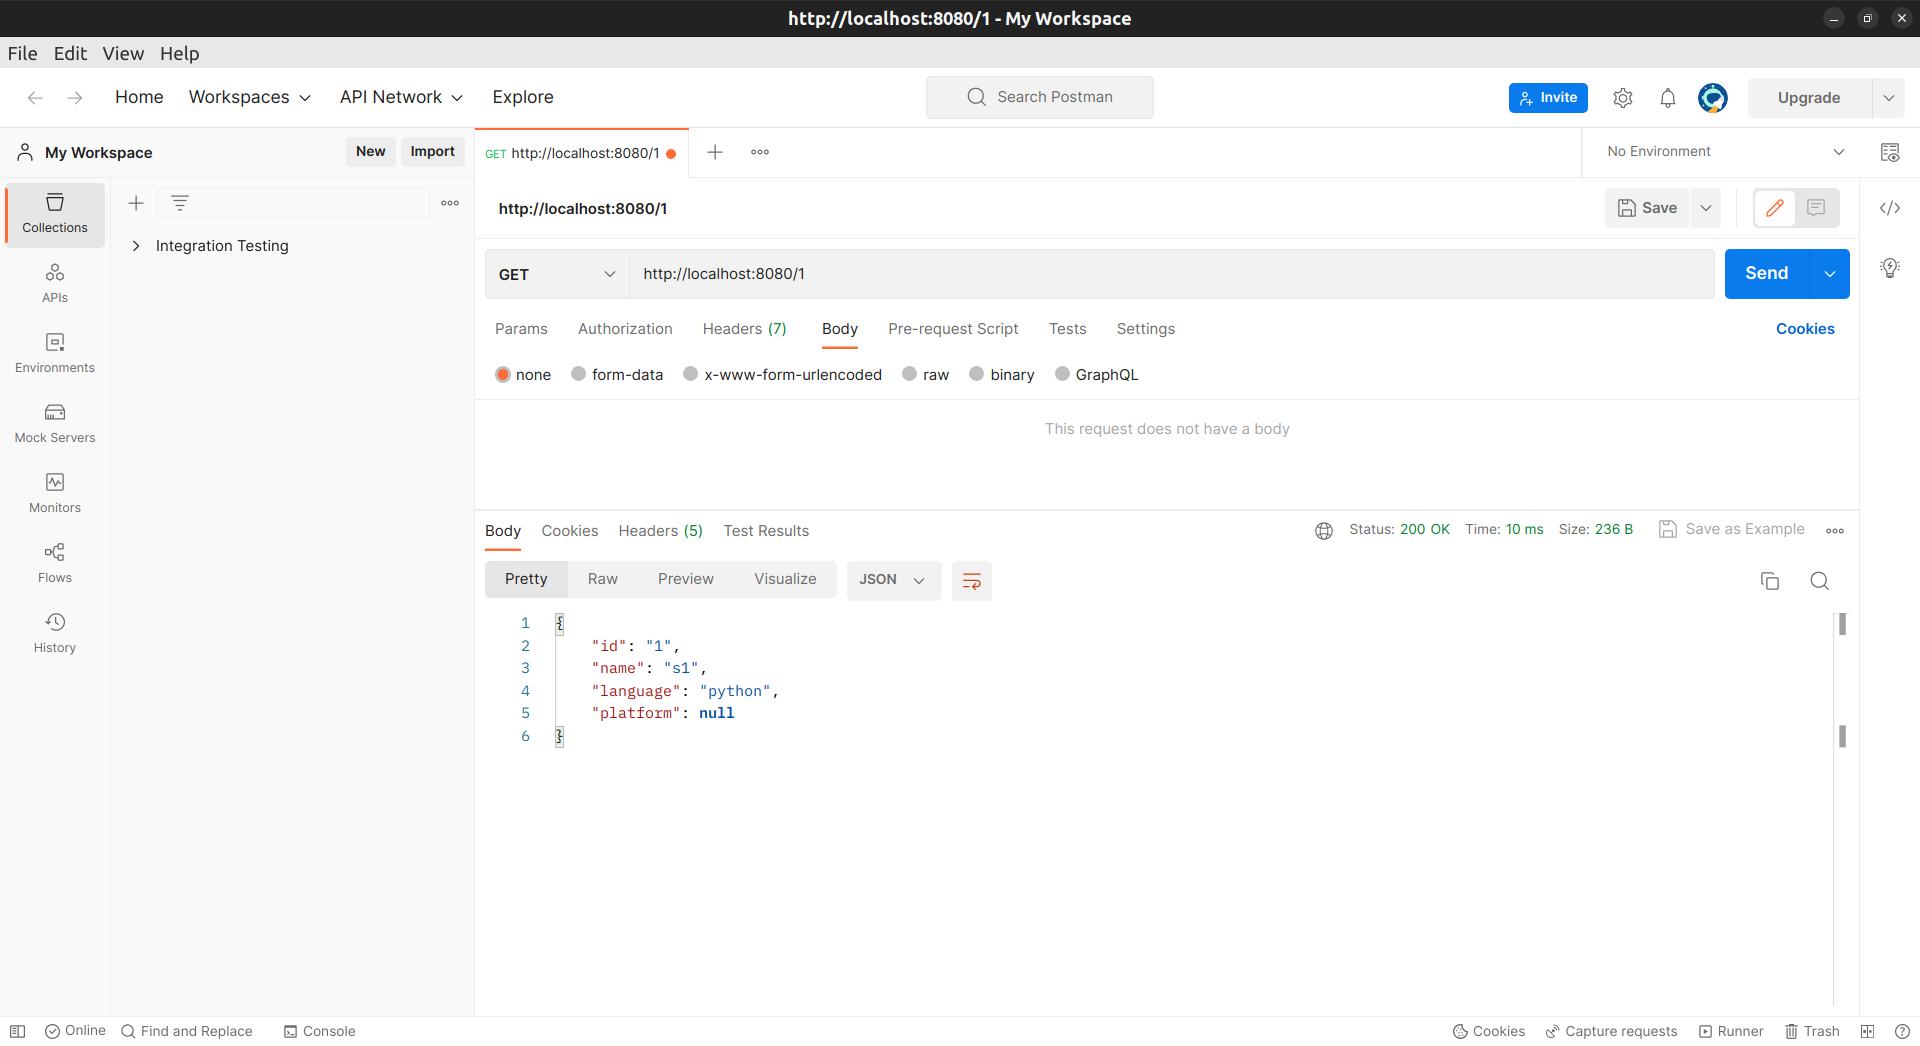 http://localhost:8080/1 - My Workspace
File Edit View Help
Home Workspaces API Network Explore Search Postman Invite Upgrade
My Workspace New Import GET http://localhost:8080/1 No Environment
http://localhost:8080/1 Save
Collections
Integration Testing
GET http://localhost:8080/1 Send
APIs
Params Authorization Headers (7) Body Pre-request Script Tests Settings Cookies
Environments
none form-data x-www-form-urlencoded raw binary GraphQL
This request does not have a body
Mock Servers
Monitors
Body Cookies Headers (5) Test Results Status: 200 OK Time: 10 ms Size: 236 B Save as Example
Flows
Pretty Raw Preview Visualize JSON
History
1 {
2 "id": "1",
3 "name": "s1",
4 "language": "python",
5 "platform": null
6 }
Online Find and Replace Console Cookies Capture requests Runner Trash